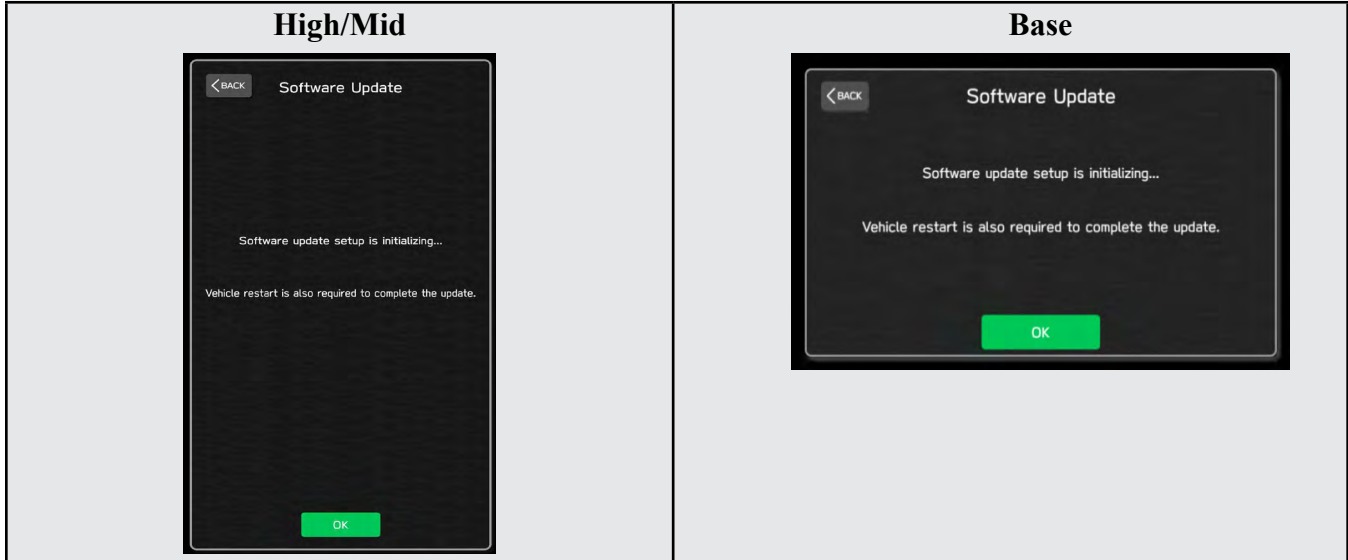 High/Mid
BACK
Software Update
Software update setup is initializing...
Vehicle restart is also required to complete the update.
OK
Base
BACK
Software Update
Software update setup is initializing...
Vehicle restart is also required to complete the update.
OK